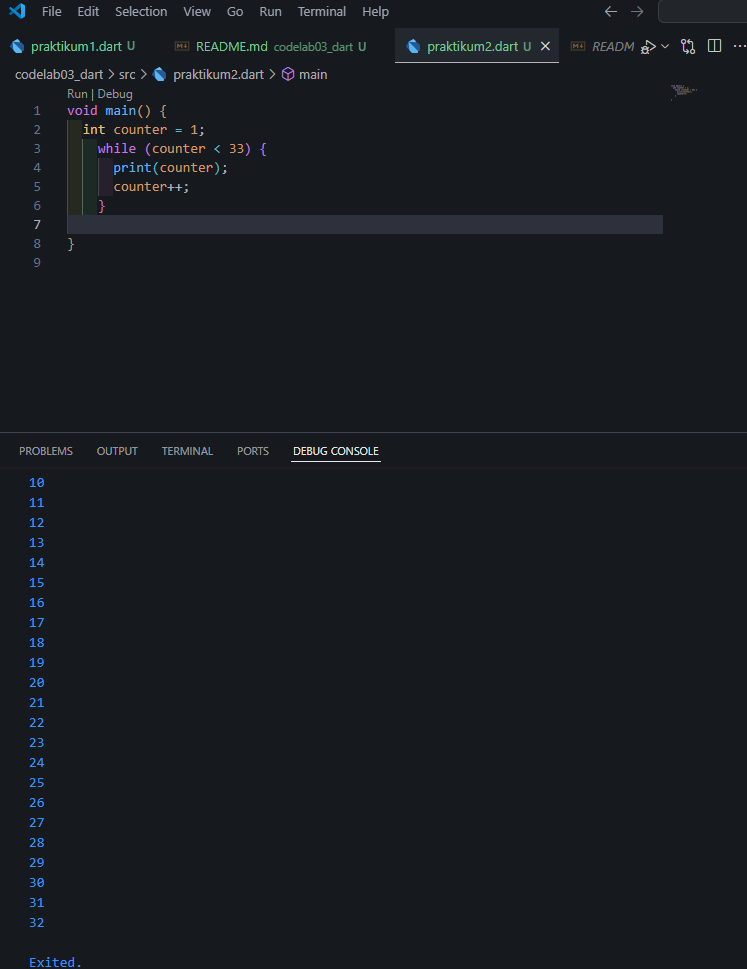 File Edit Selection View Go Run Terminal Help
praktikum1.dart U README.md codelab03_dart U praktikum2.dart U READM
codelab03_dart > src > praktikum2.dart > main
Run | Debug
1 void main() {
2 int counter = 1;
3 while (counter < 33) {
4 print(counter);
5 counter++;
6 }
7
8 }
9
PROBLEMS OUTPUT TERMINAL PORTS DEBUG CONSOLE
10
11
12
13
14
15
16
17
18
19
20
21
22
23
24
25
26
27
28
29
30
31
32
Exited.